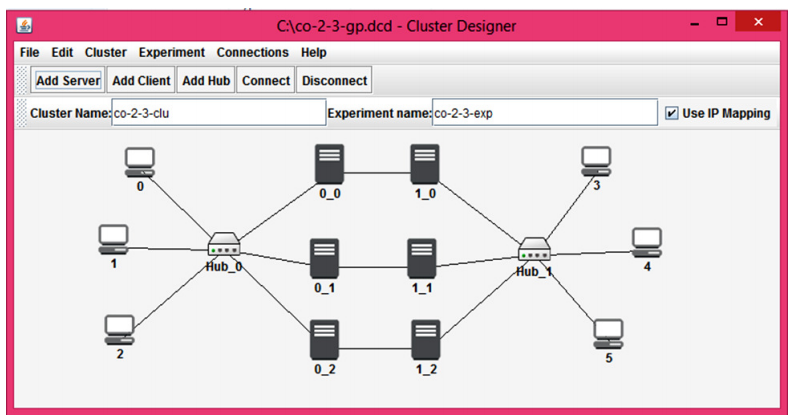 C:\co-2-3-gp.dcd - Cluster Designer
File Edit Cluster Experiment Connections Help
Add Server Add Client Add Hub Connect Disconnect
Cluster Name: co-2-3-clu Experiment name: co-2-3-exp Use IP Mapping
0 0_0 1_0 3
1 Hub_0 0_1 1_1 Hub_1 4
2 0_2 1_2 5